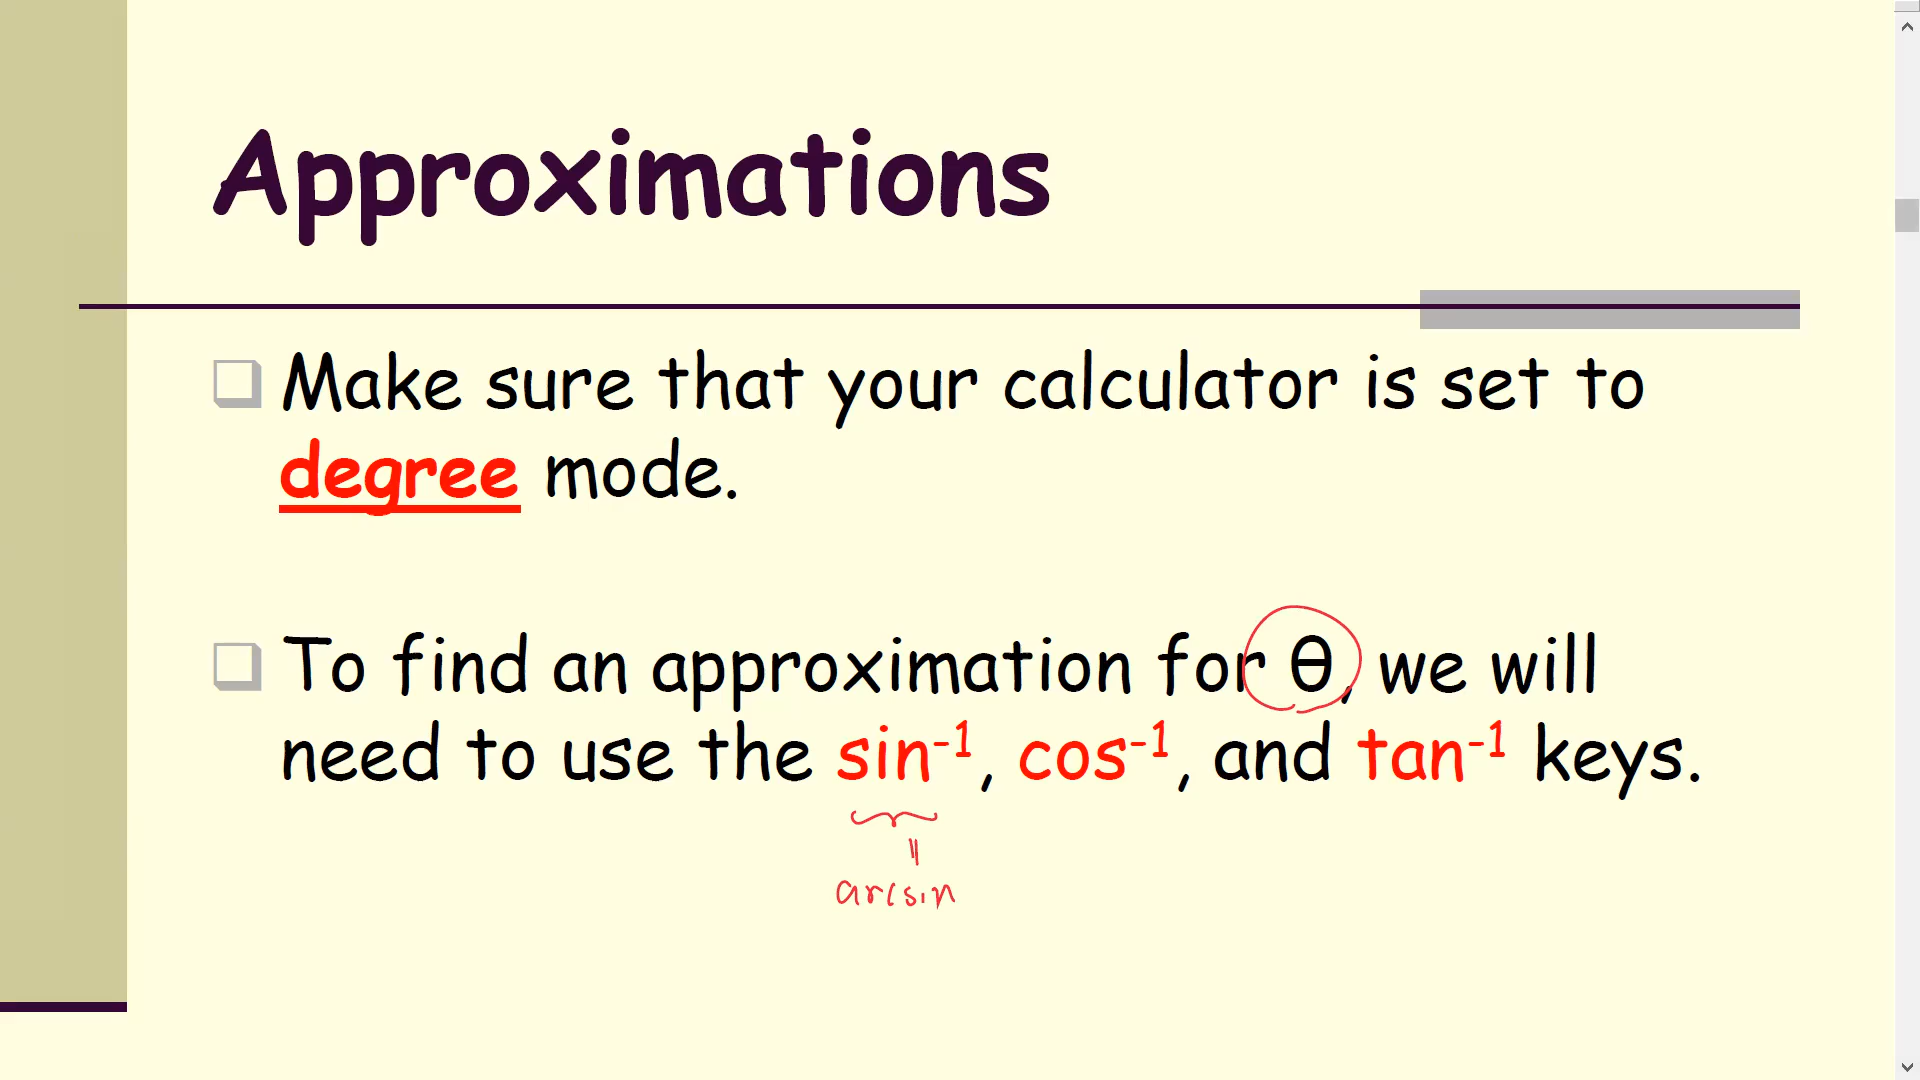 Approximations
Make sure that your calculator is set to
degree mode.
To find an approximation for θ, we will
need to use the sin⁻¹, cos⁻¹, and tan⁻¹ keys.
=
arcsin